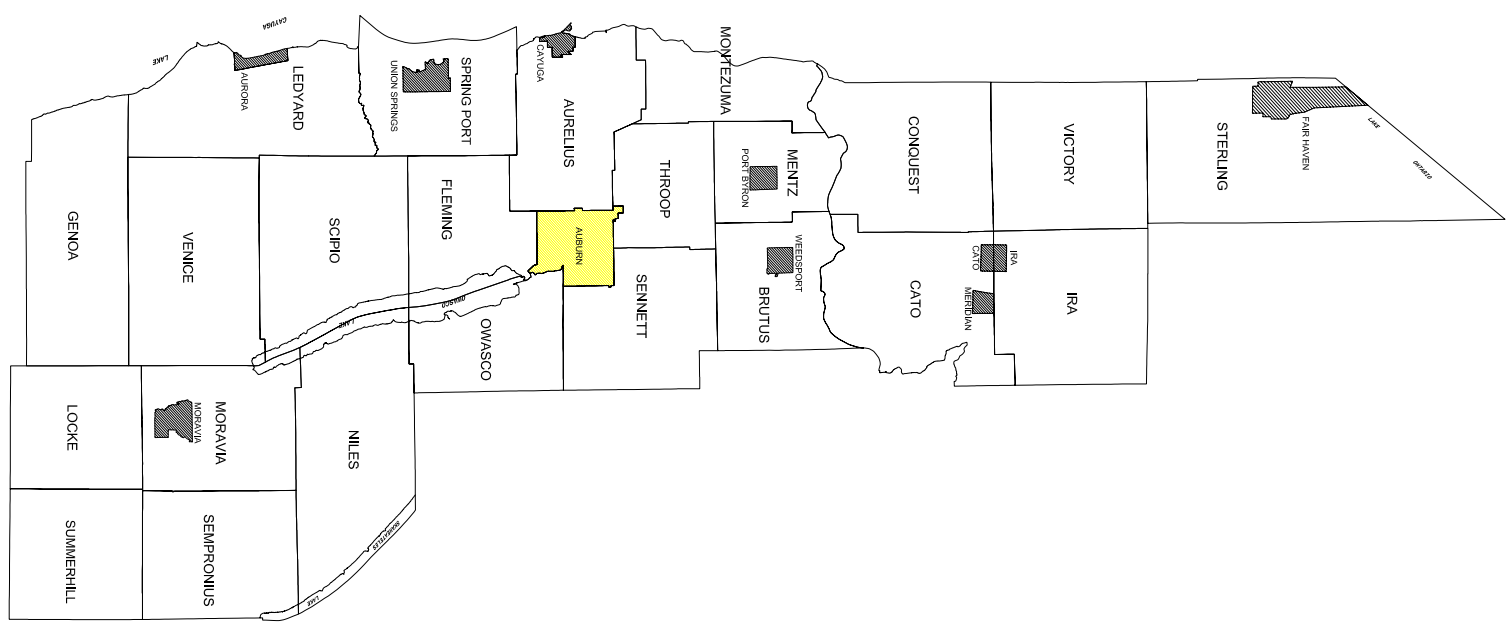 LAKE
ONTARIO
FAIR HAVEN
STERLING
VICTORY
IRA
IRA
CATO
MERIDIAN
CONQUEST
CATO
MONTEZUMA
MENTZ
PORT BYRON
WEEDSPORT
BRUTUS
THROOP
SENNETT
CAYUGA
AURELIUS
AUBURN
SPRING PORT
UNION SPRINGS
FLEMING
OWASCO
LAKE
OWASCO
CAYUGA
LAKE
LEDYARD
AURORA
SCIPIO
NILES
SKANEATELES
LAKE
VENICE
MORAVIA
MORAVIA
SEMPRONIUS
GENOA
LOCKE
SUMMERHILL